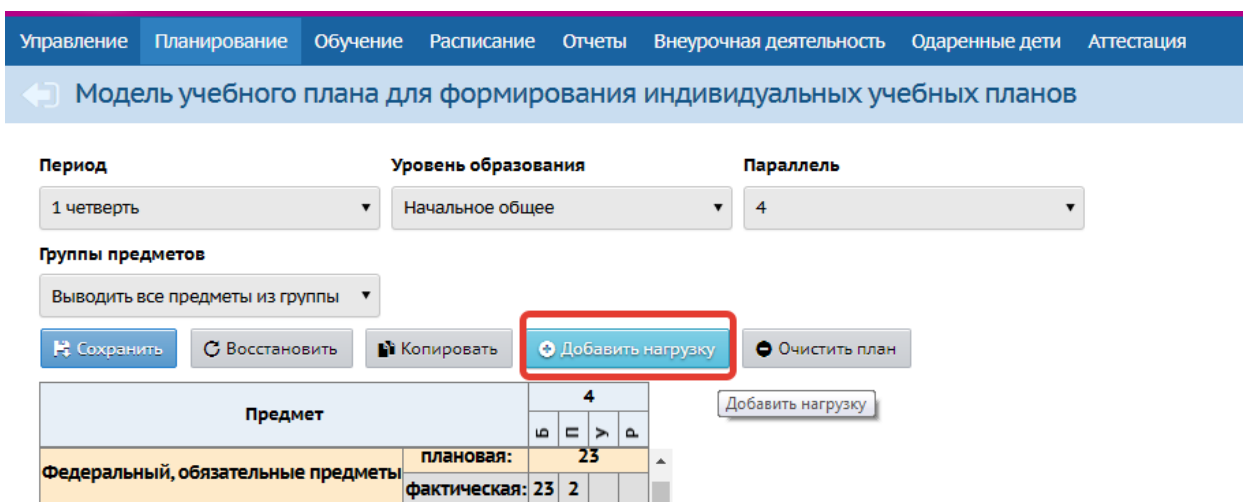 Управление Планирование Обучение Расписание Отчеты Внеурочная деятельность Одаренные дети Аттестация
Модель учебного плана для формирования индивидуальных учебных планов
Период Уровень образования Параллель
1 четверть Начальное общее 4
Группы предметов
Выводить все предметы из группы
Сохранить Восстановить Копировать Добавить нагрузку Очистить план
Добавить нагрузку
Предмет 4
Б П У Р
Федеральный, обязательные предметы плановая: 23
фактическая: 23 2